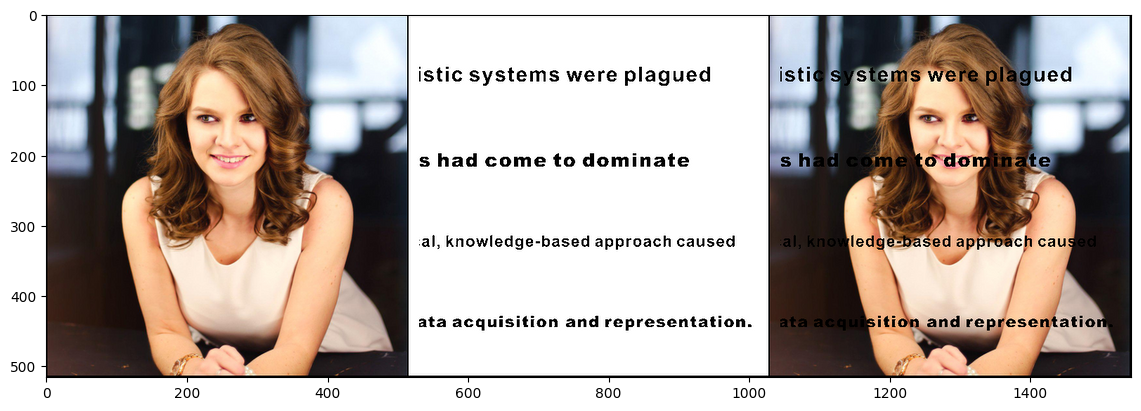 0
100
200
300
400
500
0 200 400 600 800 1000 1200 1400
istic systems were plagued
s had come to dominate
al, knowledge-based approach caused
ata acquisition and representation.
istic systems were plagued
s had come to dominate
al, knowledge-based approach caused
ata acquisition and representation.